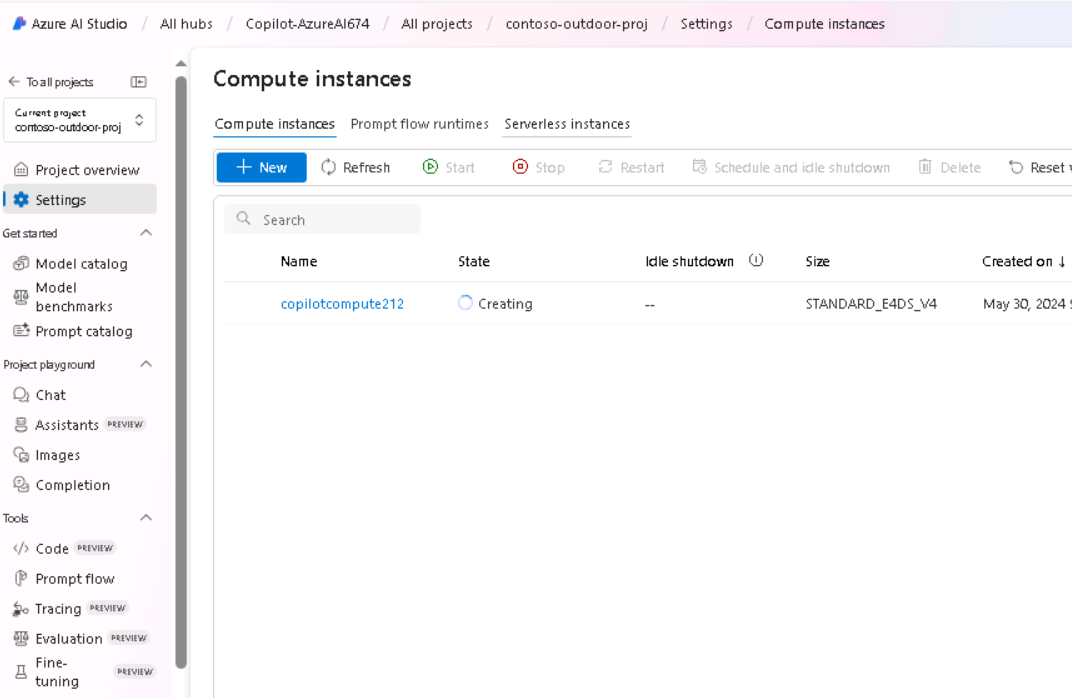 Azure AI Studio / All hubs / Copilot-AzureAI674 / All projects / contoso-outdoor-proj / Settings / Compute instances
To all projects
Current project
contoso-outdoor-proj
Project overview
Settings
Get started
Model catalog
Model
benchmarks
Prompt catalog
Project playground
Chat
Assistants PREVIEW
Images
Completion
Tools
Code PREVIEW
Prompt flow
Tracing PREVIEW
Evaluation PREVIEW
Fine-
tuning PREVIEW
Compute instances
Compute instances Prompt flow runtimes Serverless instances
New Refresh Start Stop Restart Schedule and idle shutdown Delete Reset
Search
Name State Idle shutdown Size Created on ↓
copilotcompute212 Creating -- STANDARD_E4DS_V4 May 30, 2024